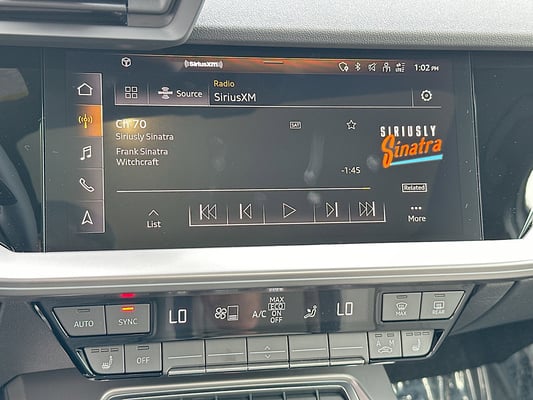 ((SiriusXM))
LTE
1:02 PM
Radio
Source
SiriusXM
Ch 70
SAT
Siriusly Sinatra
Frank Sinatra
Witchcraft
SIRIUSLY
Sinatra
-1:45
Related
List
More
AUTO
SYNC
LO
A/C
MAX
ECO
ON
OFF
LO
MAX
REAR
OFF
A
M